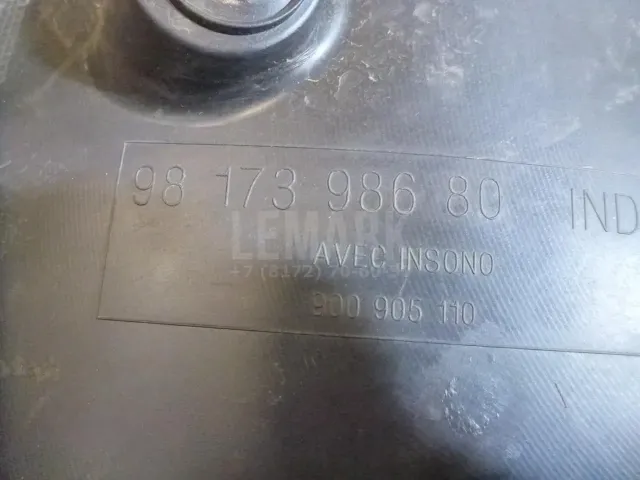 98 173 986 80 IND
LEMARK
AVEC INSONO
900 905 110